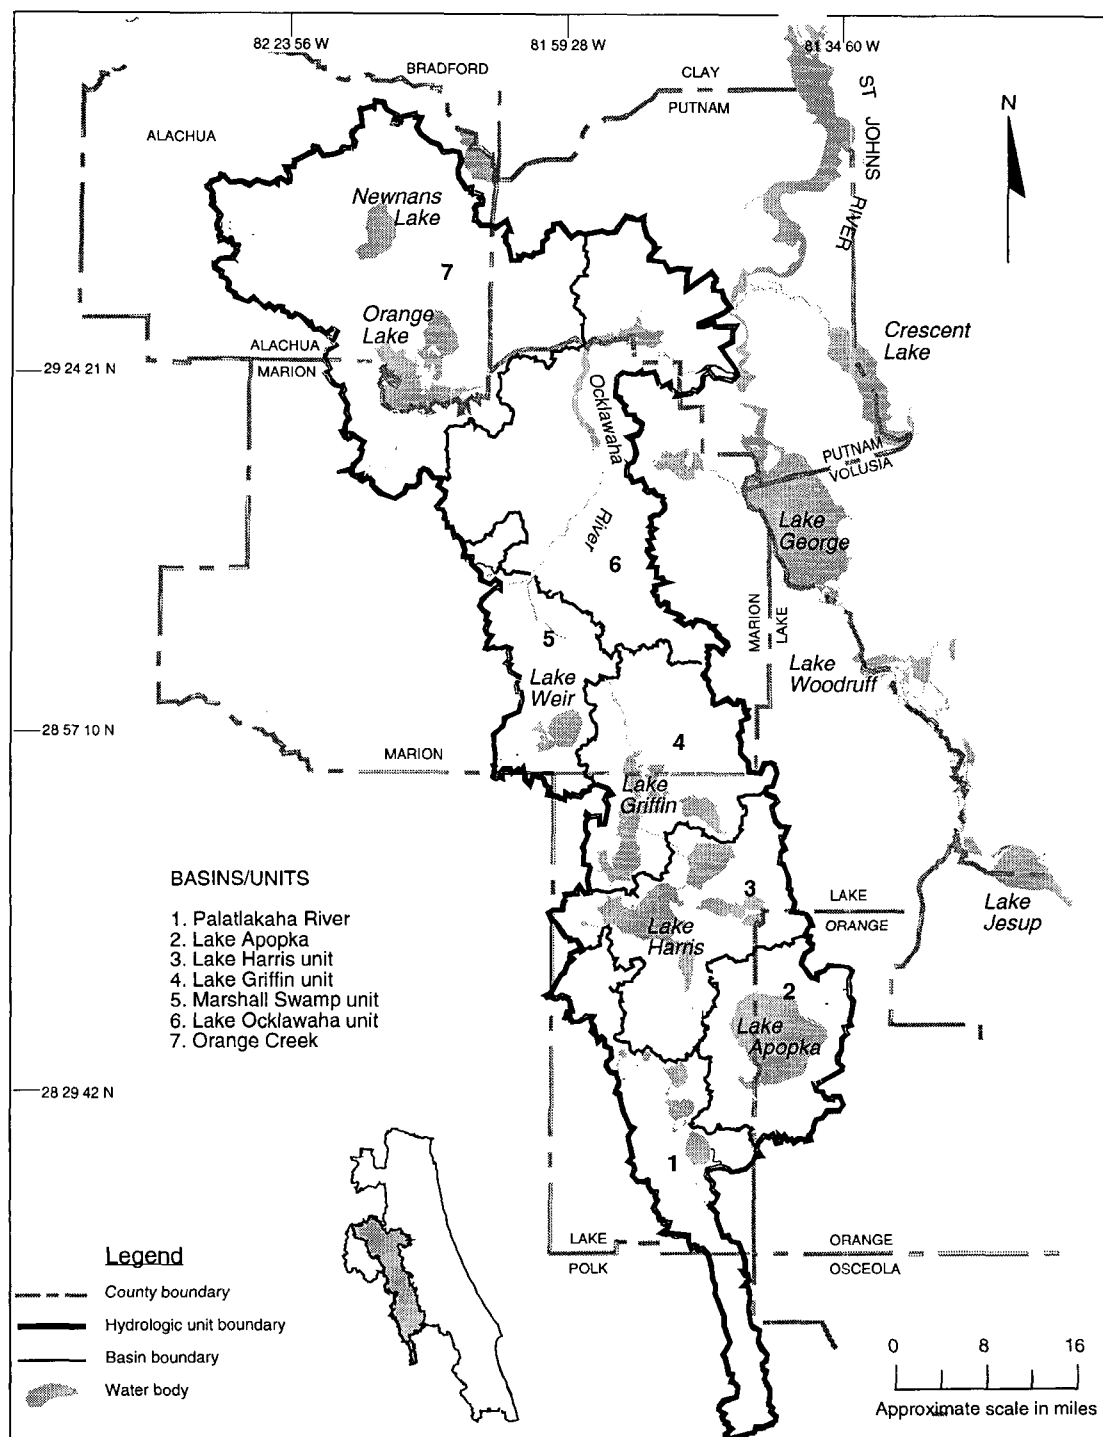 82 23 56 W
81 59 28 W
81 34 60 W
BRADFORD
CLAY
PUTNAM
ALACHUA
ST JOHNS RIVER
N
Newnans
Lake
7
Orange
Lake
ALACHUA
MARION
29 24 21 N
Crescent
Lake
Ocklawaha
River
PUTNAM
VOLUSIA
Lake
George
6
MARION
LAKE
5
Lake
Weir
Lake
Woodruff
28 57 10 N
MARION
4
Lake
Griffin
3
LAKE
ORANGE
Lake
Jesup
Lake
Harris
2
Lake
Apopka
BASINS/UNITS
1. Palatlakaha River
2. Lake Apopka
3. Lake Harris unit
4. Lake Griffin unit
5. Marshall Swamp unit
6. Lake Ocklawaha unit
7. Orange Creek
28 29 42 N
1
LAKE
POLK
ORANGE
OSCEOLA
Legend
County boundary
Hydrologic unit boundary
Basin boundary
Water body
0 8 16
Approximate scale in miles